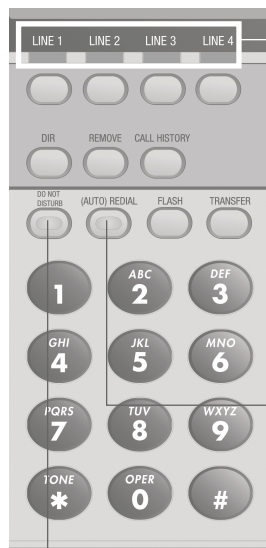 LINE 1 LINE 2 LINE 3 LINE 4
DIR REMOVE CALL HISTORY
DO NOT
DISTURB (AUTO) REDIAL FLASH TRANSFER
1 ABC 2 DEF 3
GHI 4 JKL 5 MNO 6
PQRS 7 TUV 8 WXYZ 9
TONE * OPER 0 #